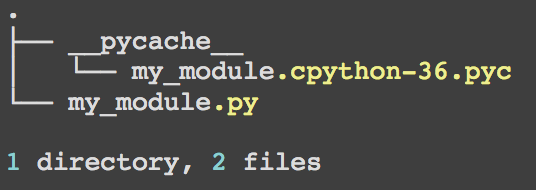 .
├── __pycache__
│   └── my_module.cpython-36.pyc
└── my_module.py
1 directory, 2 files